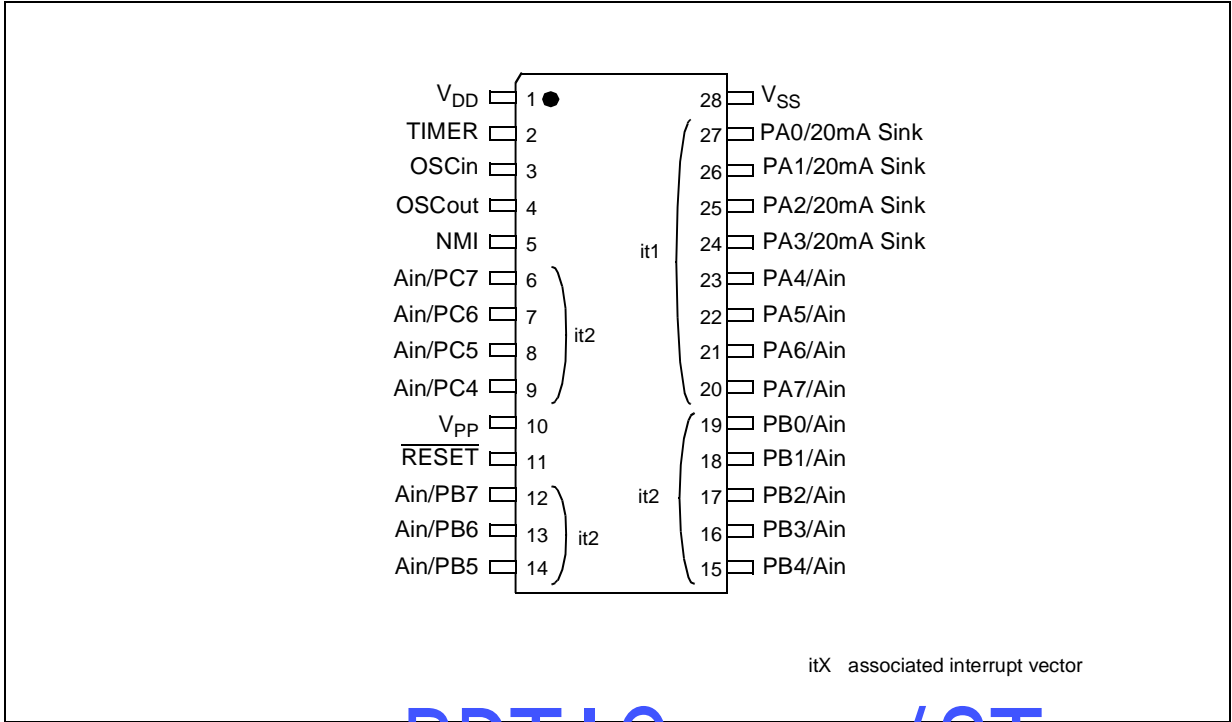 V_DD 1 28 V_SS
TIMER 2 27 PA0/20mA Sink
OSCin 3 26 PA1/20mA Sink
OSCout 4 25 PA2/20mA Sink
NMI 5 24 PA3/20mA Sink
it1
Ain/PC7 6 23 PA4/Ain
Ain/PC6 7 22 PA5/Ain
it2
Ain/PC5 8 21 PA6/Ain
Ain/PC4 9 20 PA7/Ain
V_PP 10 19 PB0/Ain
RESET 11 18 PB1/Ain
Ain/PB7 12 it2 17 PB2/Ain
Ain/PB6 13 it2 16 PB3/Ain
Ain/PB5 14 15 PB4/Ain
itX associated interrupt vector